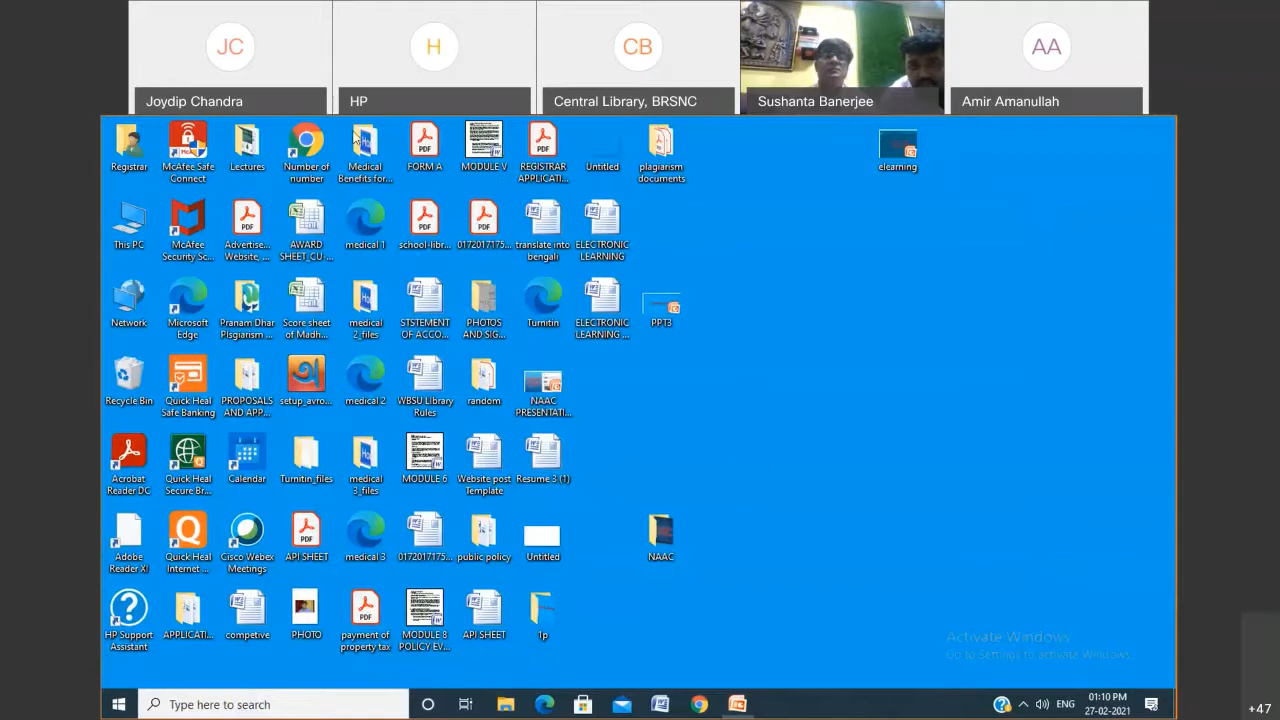 JC
H
CB
AA
Joydip Chandra
HP
Central Library, BRSNC
Sushanta Banerjee
Amir Amanullah
Registrar
McAfee Safe
Connect
Lectures
Number of
number
Medical
Benefits for...
FORM A
MODULE V
REGISTRAR
APPLICATI...
Untitled
plagiarism
documents
elearning
This PC
McAfee
Security Sc...
Advertise...
Website, ...
AWARD
SHEET_CU-...
medical 1
school-libr...
0172017175...
translate into
bengali
ELECTRONIC
LEARNING
Network
Microsoft
Edge
Pranam Dhar
Plsgiarism ...
Score sheet
of Madh...
medical
2_files
STSTEMENT
OF ACCO...
PHOTOS
AND SIG...
Turnitin
ELECTRONIC
LEARNING ...
PPT3
Recycle Bin
Quick Heal
Safe Banking
PROPOSALS
AND APP...
setup_avro...
medical 2
WBSU Library
Rules
random
NAAC
PRESENTATI...
Acrobat
Reader DC
Quick Heal
Secure Br...
Calendar
Turnitin_files
medical
3_files
MODULE 6
Website post
Template
Resume 3 (1)
Adobe
Reader XI
Quick Heal
Internet ...
Cisco Webex
Meetings
API SHEET
medical 3
0172017175...
public policy
Untitled
NAAC
HP Support
Assistant
APPLICATI...
competive
PHOTO
payment of
property tax
MODULE 8
POLICY EV...
API SHEET
1p
Activate Windows
Go to Settings to activate Windows.
Type here to search
ENG
01:10 PM
27-02-2021
+47